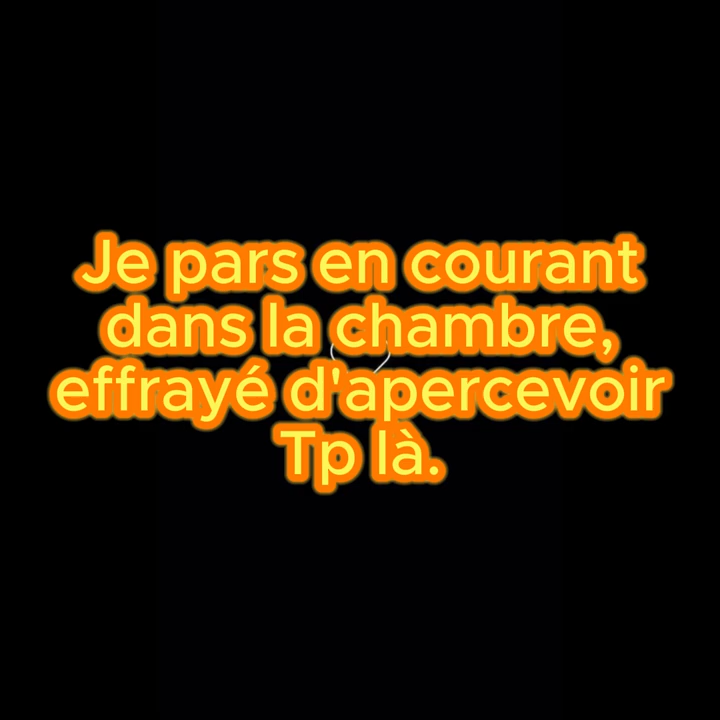 Je pars en courant
dans la chambre,
effrayé d'apercevoir
Tp là.